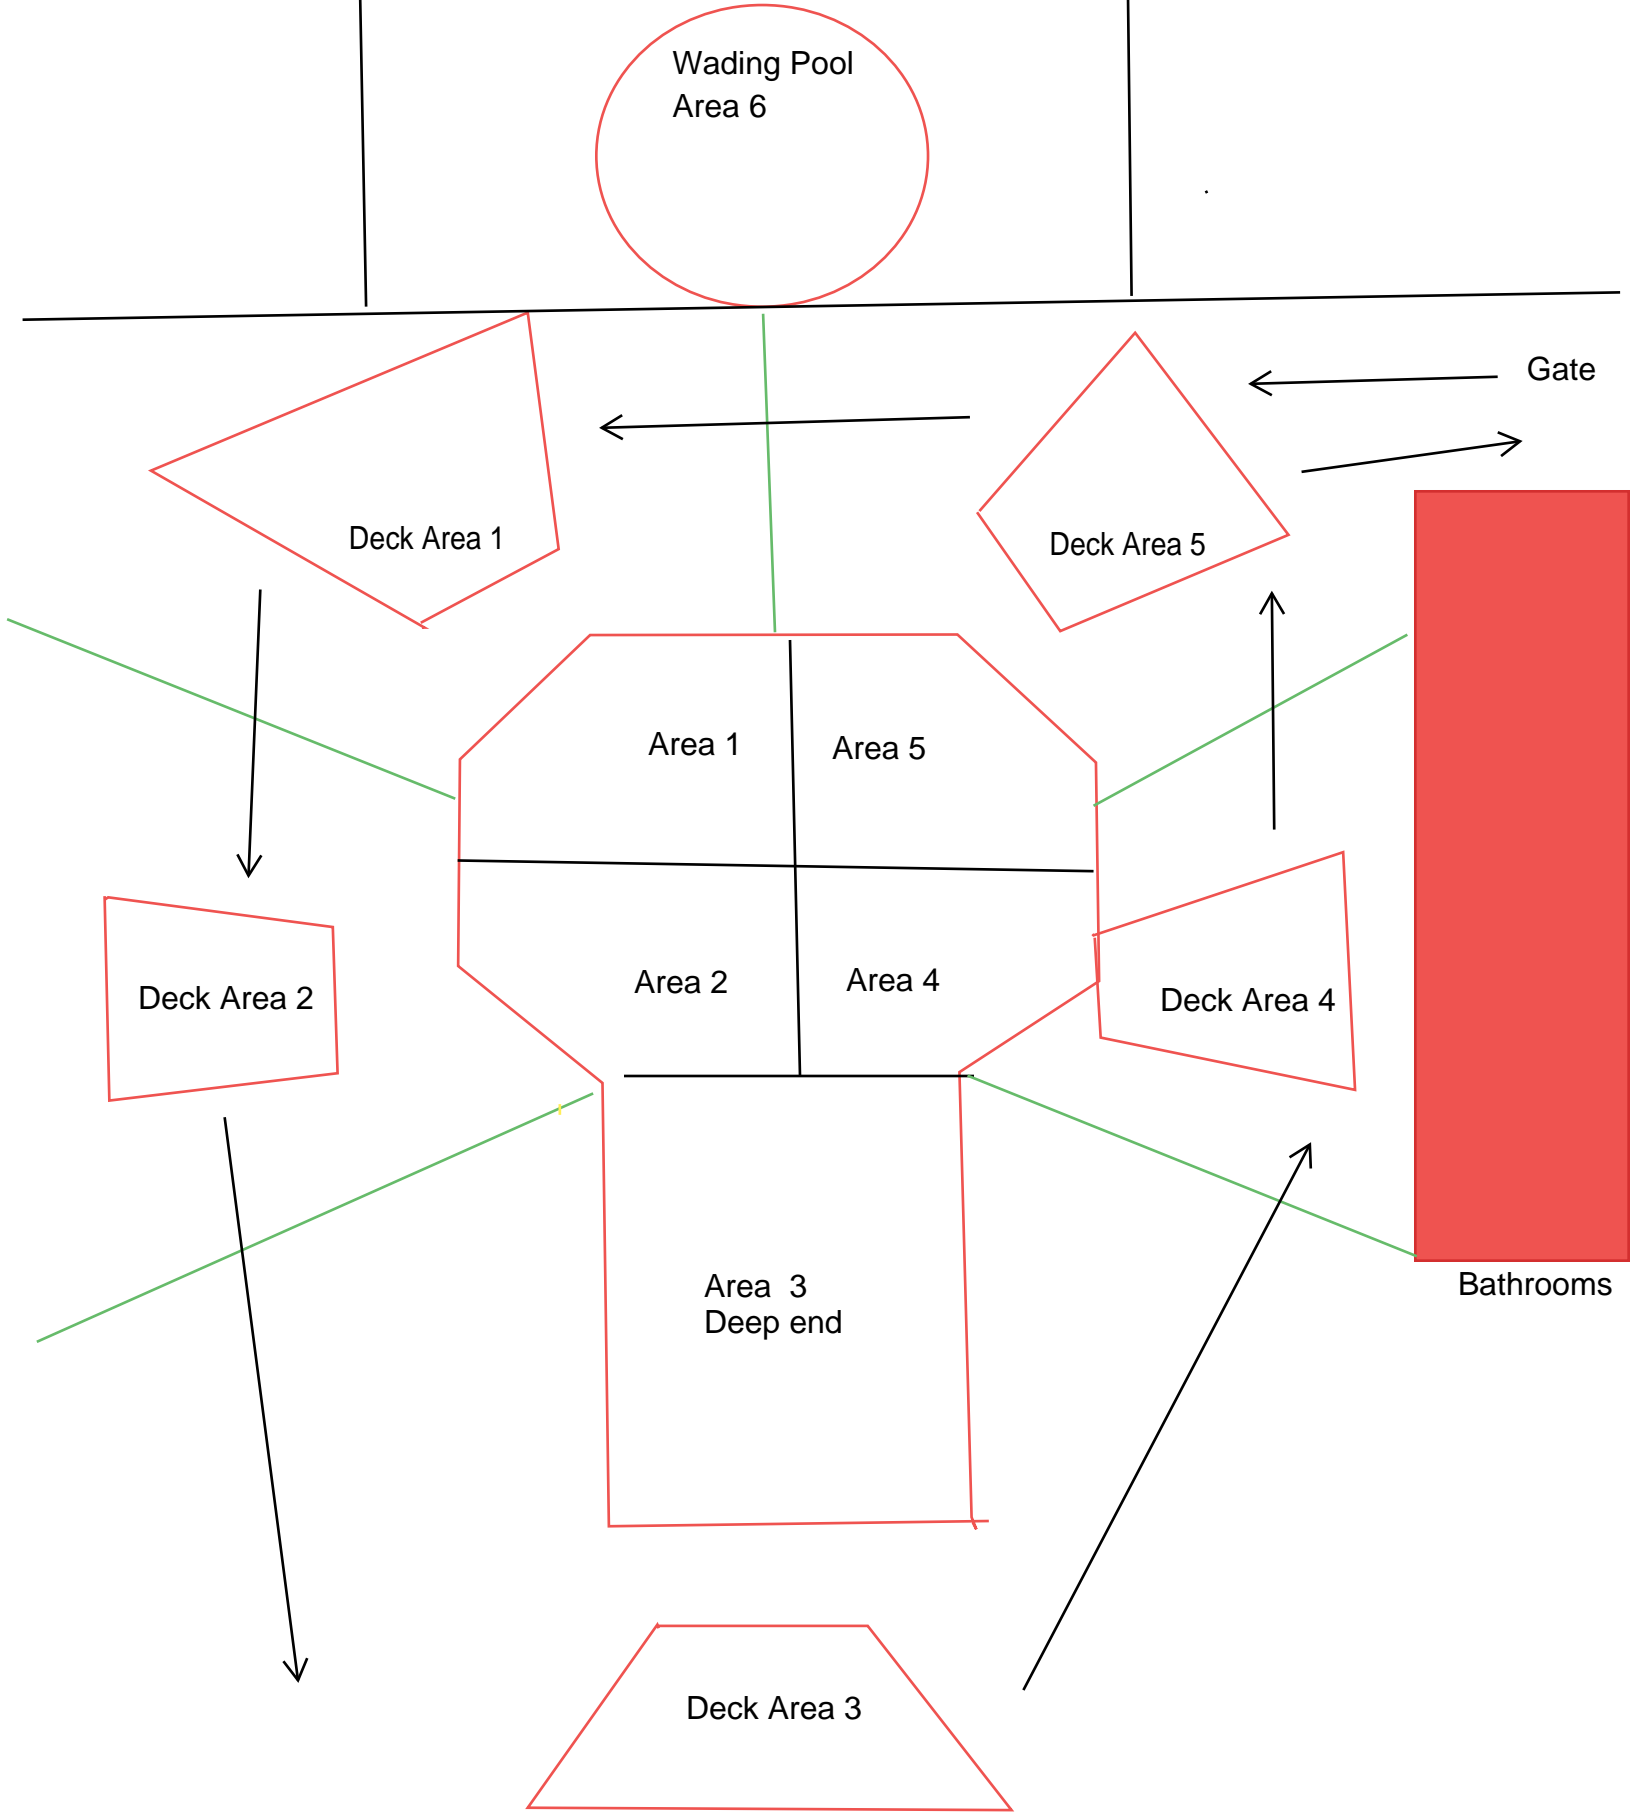 Wading Pool
Area 6
Gate
Deck Area 1
Deck Area 5
Area 1
Area 5
Area 2
Area 4
Deck Area 2
Deck Area 4
Area  3
Deep end
Bathrooms
Deck Area 3